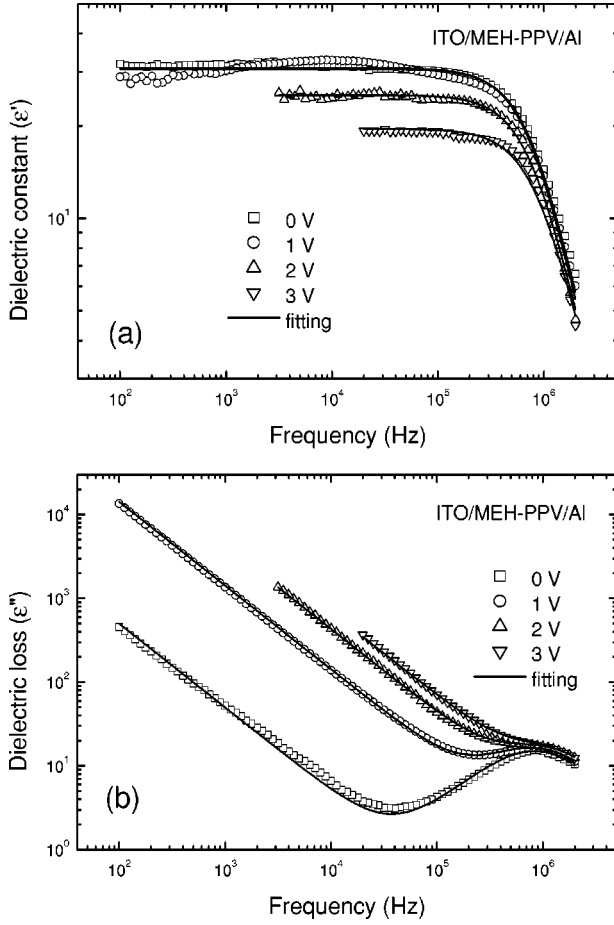 ITO/MEH-PPV/Al
Dielectric constant (ε')
10¹
0 V
1 V
2 V
3 V
fitting
(a)
10² 10³ 10⁴ 10⁵ 10⁶
Frequency (Hz)
ITO/MEH-PPV/Al
Dielectric loss (ε")
10⁴
10³
10²
10¹
10⁰
0 V
1 V
2 V
3 V
fitting
(b)
10² 10³ 10⁴ 10⁵ 10⁶
Frequency (Hz)